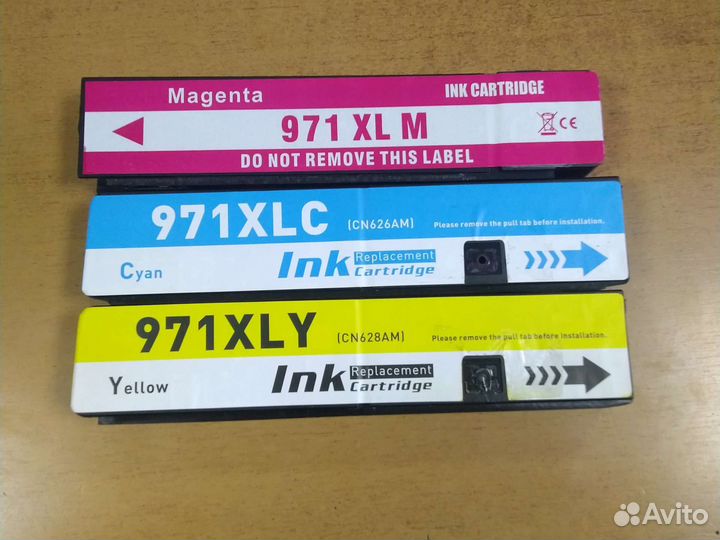 Magenta
INK CARTRIDGE
971 XL M
CE
DO NOT REMOVE THIS LABEL
971XLC (CN626AM) Please remove the pull tab before installation.
Cyan
Ink Replacement Cartridge
971XLY (CN628AM) Please remove the pull tab before installation.
Yellow
Ink Replacement Cartridge
Avito